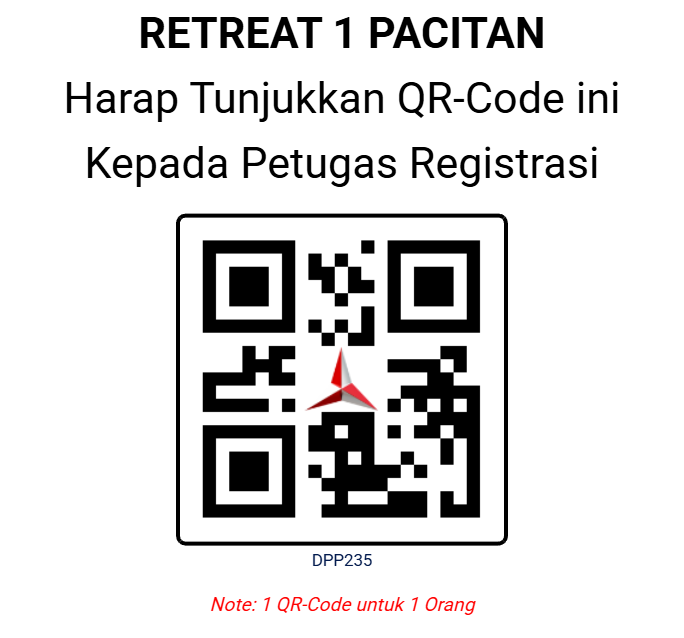 RETREAT 1 PACITAN
Harap Tunjukkan QR-Code ini
Kepada Petugas Registrasi
DPP235
Note: 1 QR-Code untuk 1 Orang